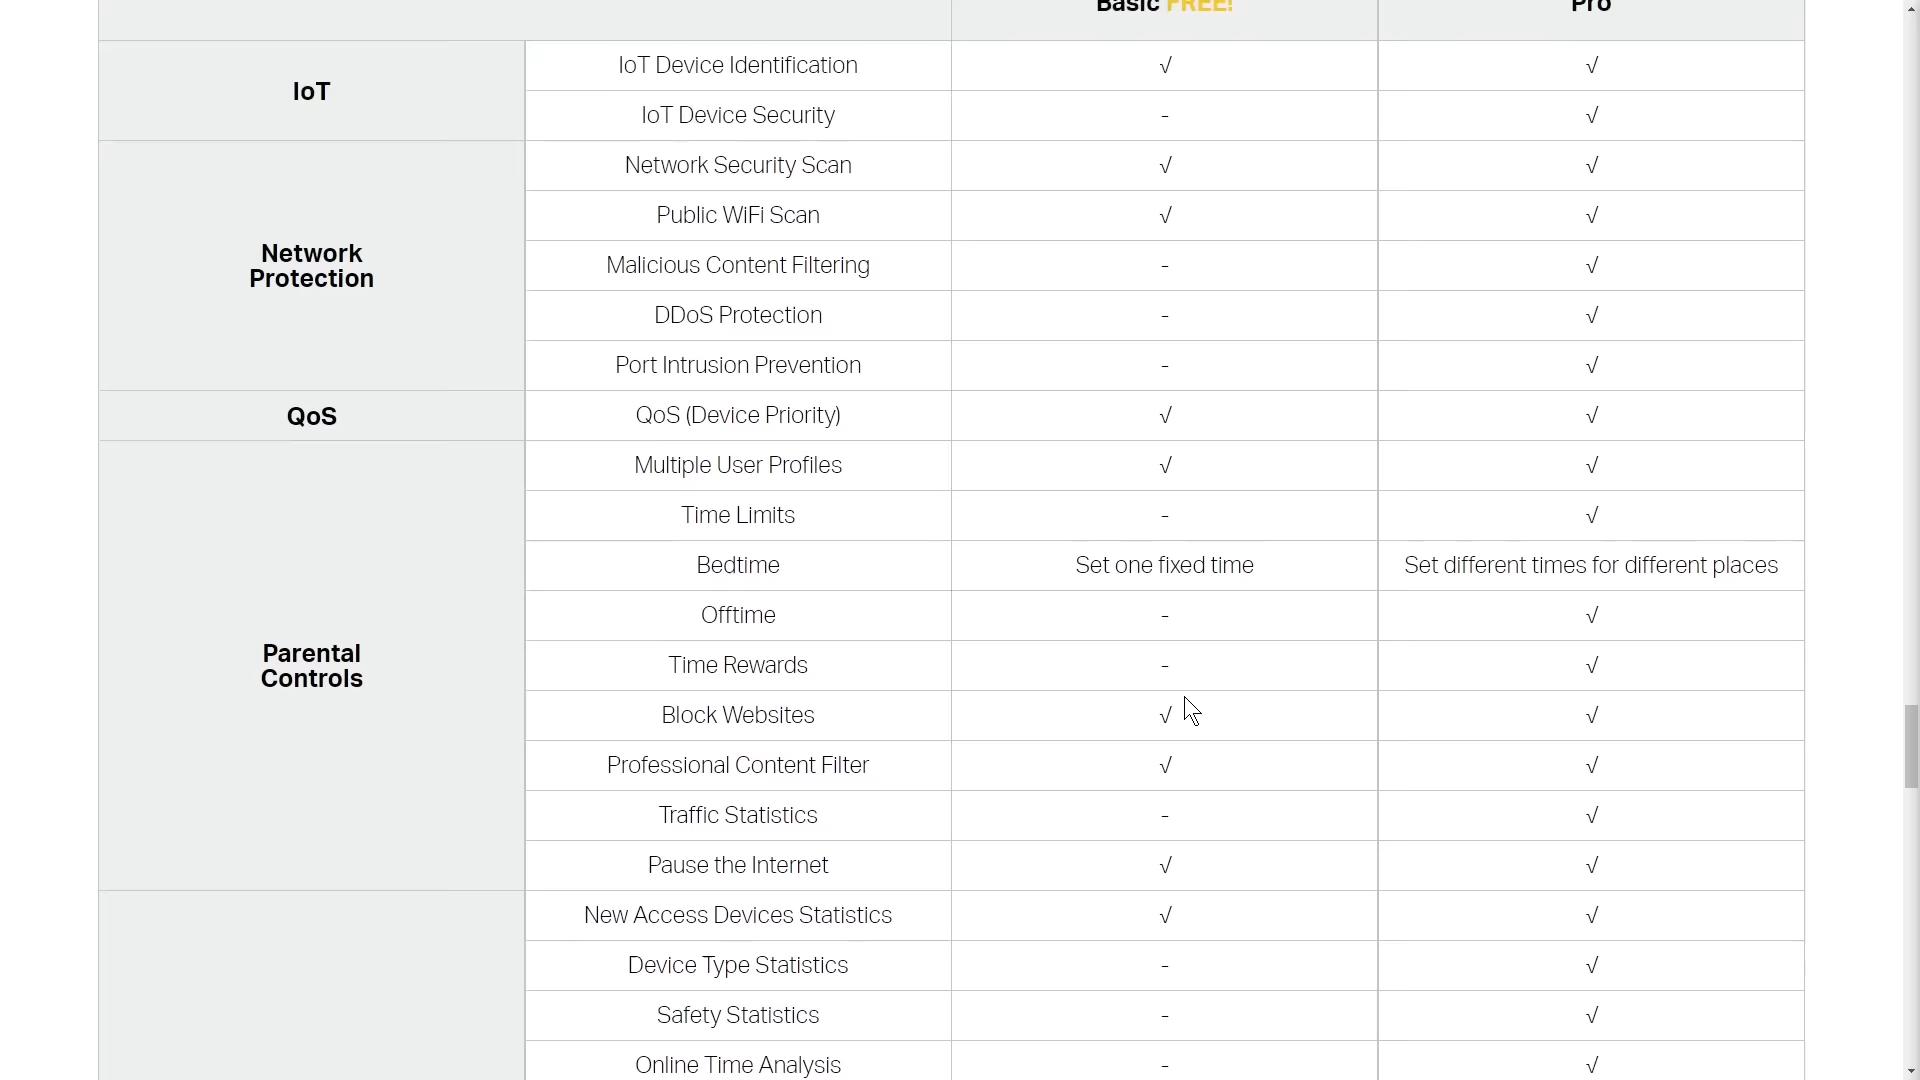 Basic FREE! Pro
IoT
IoT Device Identification √ √
IoT Device Security - √
Network
Protection
Network Security Scan √ √
Public WiFi Scan √ √
Malicious Content Filtering - √
DDoS Protection - √
Port Intrusion Prevention - √
QoS
QoS (Device Priority) √ √
Parental
Controls
Multiple User Profiles √ √
Time Limits - √
Bedtime Set one fixed time Set different times for different places
Offtime - √
Time Rewards - √
Block Websites √ √
Professional Content Filter √ √
Traffic Statistics - √
Pause the Internet √ √
New Access Devices Statistics √ √
Device Type Statistics - √
Safety Statistics - √
Online Time Analysis - √